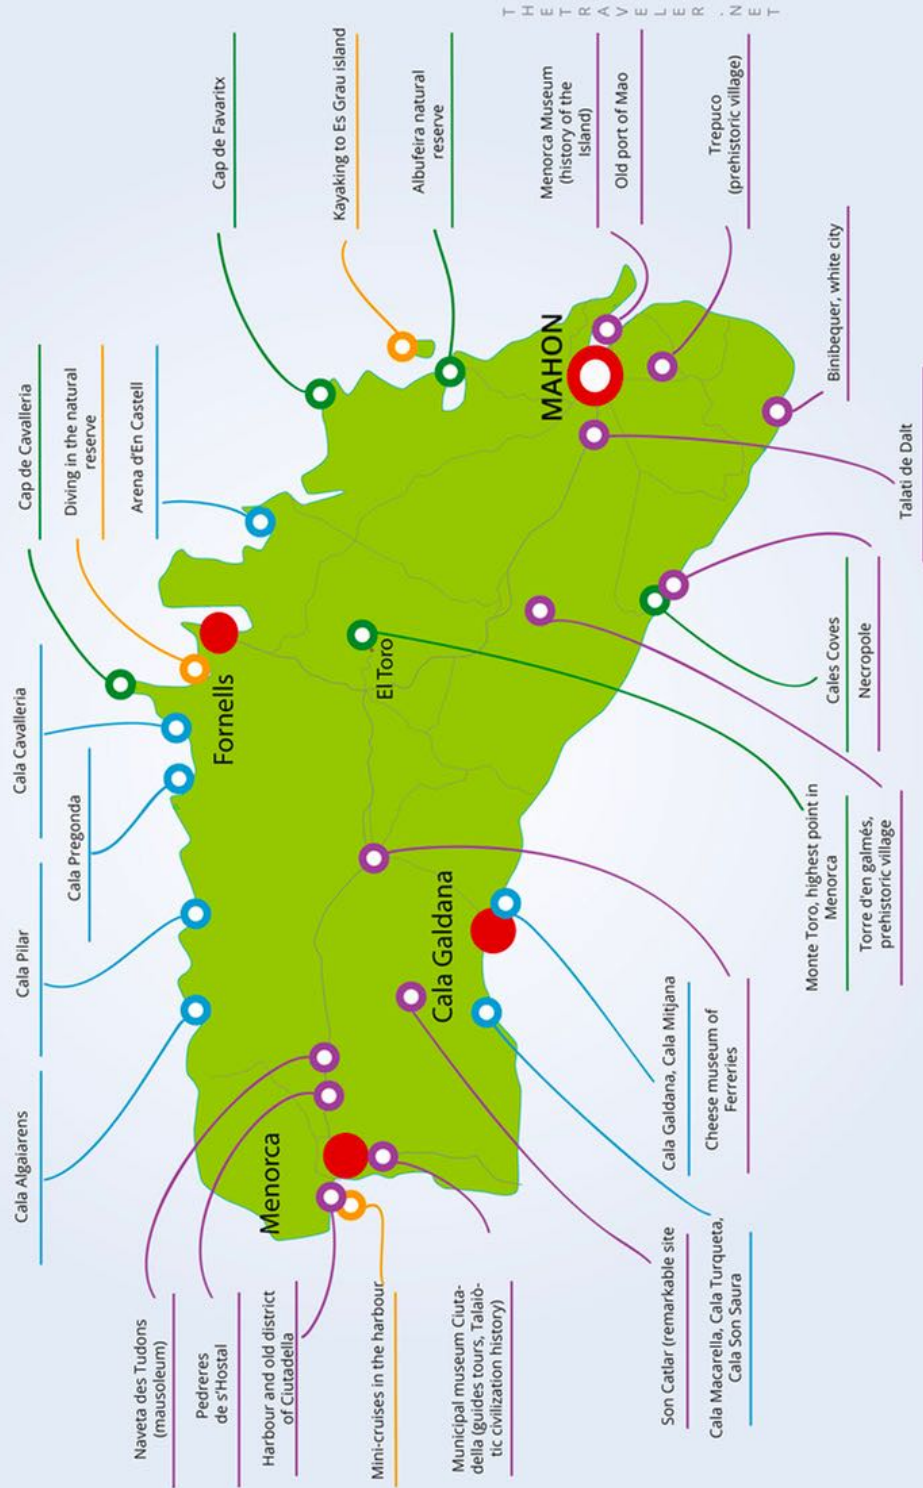 Cala Algaiarens
Cala Pilar
Cala Cavalleria
Cala Pregonda
Cap de Cavalleria
Diving in the natural
reserve
Arena d'En Castell
Cap de Favaritx
Kayaking to Es Grau island
Albufeira natural
reserve
Menorca Museum
(history of the
Island)
Old port of Mao
Trepuco
(prehistoric village)
Binibequer, white city
Talati de Dalt
Cales Coves
Necropole
Monte Toro, highest point in
Menorca
Torre d'en galmés,
prehistoric village
Cala Galdana, Cala Mitjana
Cheese museum of
Ferreries
Son Catlar (remarkable site
Cala Macarella, Cala Turqueta,
Cala Son Saura
Municipal museum Ciuta-
della (guides tours, Talaiò-
tic civilization history)
Mini-cruises in the harbour
Harbour and old district
of Ciutadella
Pedreres
de s'Hostal
Naveta des Tudons
(mausoleum)
Menorca
Fornells
El Toro
Cala Galdana
MAHON
THETRAVELER.NET